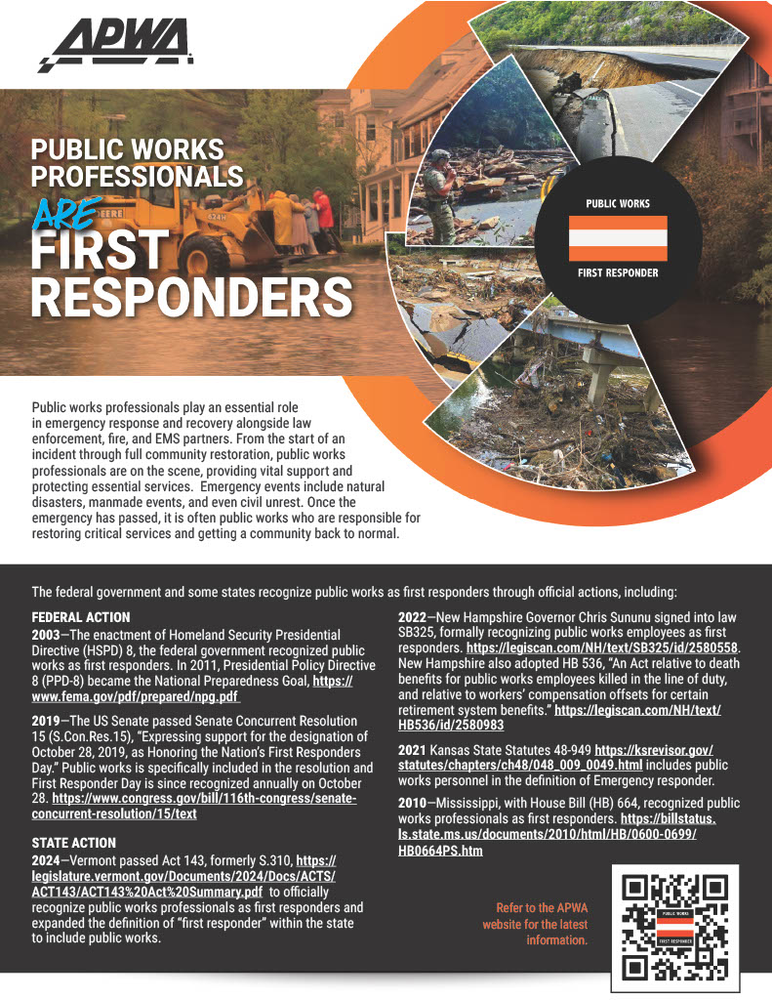 APWA
PUBLIC WORKS
PROFESSIONALS
ARE
FIRST
RESPONDERS
DEERE
624H
PUBLIC WORKS
FIRST RESPONDER
Public works professionals play an essential role
in emergency response and recovery alongside law
enforcement, fire, and EMS partners. From the start of an
incident through full community restoration, public works
professionals are on the scene, providing vital support and
protecting essential services.  Emergency events include natural
disasters, manmade events, and even civil unrest. Once the
emergency has passed, it is often public works who are responsible for
restoring critical services and getting a community back to normal.
The federal government and some states recognize public works as first responders through official actions, including:
FEDERAL ACTION
2003—The enactment of Homeland Security Presidential
Directive (HSPD) 8, the federal government recognized public
works as first responders. In 2011, Presidential Policy Directive
8 (PPD-8) became the National Preparedness Goal, https://
www.fema.gov/pdf/prepared/npg.pdf
2019—The US Senate passed Senate Concurrent Resolution
15 (S.Con.Res.15), “Expressing support for the designation of
October 28, 2019, as Honoring the Nation’s First Responders
Day.” Public works is specifically included in the resolution and
First Responder Day is since recognized annually on October
28. https://www.congress.gov/bill/116th-congress/senate-
concurrent-resolution/15/text
STATE ACTION
2024—Vermont passed Act 143, formerly S.310, https://
legislature.vermont.gov/Documents/2024/Docs/ACTS/
ACT143/ACT143%20Act%20Summary.pdf  to officially
recognize public works professionals as first responders and
expanded the definition of “first responder” within the state
to include public works.
2022—New Hampshire Governor Chris Sununu signed into law
SB325, formally recognizing public works employees as first
responders. https://legiscan.com/NH/text/SB325/id/2580558.
New Hampshire also adopted HB 536, “An Act relative to death
benefits for public works employees killed in the line of duty,
and relative to workers’ compensation offsets for certain
retirement system benefits.” https://legiscan.com/NH/text/
HB536/id/2580983
2021 Kansas State Statutes 48-949 https://ksrevisor.gov/
statutes/chapters/ch48/048_009_0049.html includes public
works personnel in the definition of Emergency responder.
2010—Mississippi, with House Bill (HB) 664, recognized public
works professionals as first responders. https://billstatus.
ls.state.ms.us/documents/2010/html/HB/0600-0699/
HB0664PS.htm
Refer to the APWA
website for the latest
information.
PUBLIC WORKS
FIRST RESPONDER